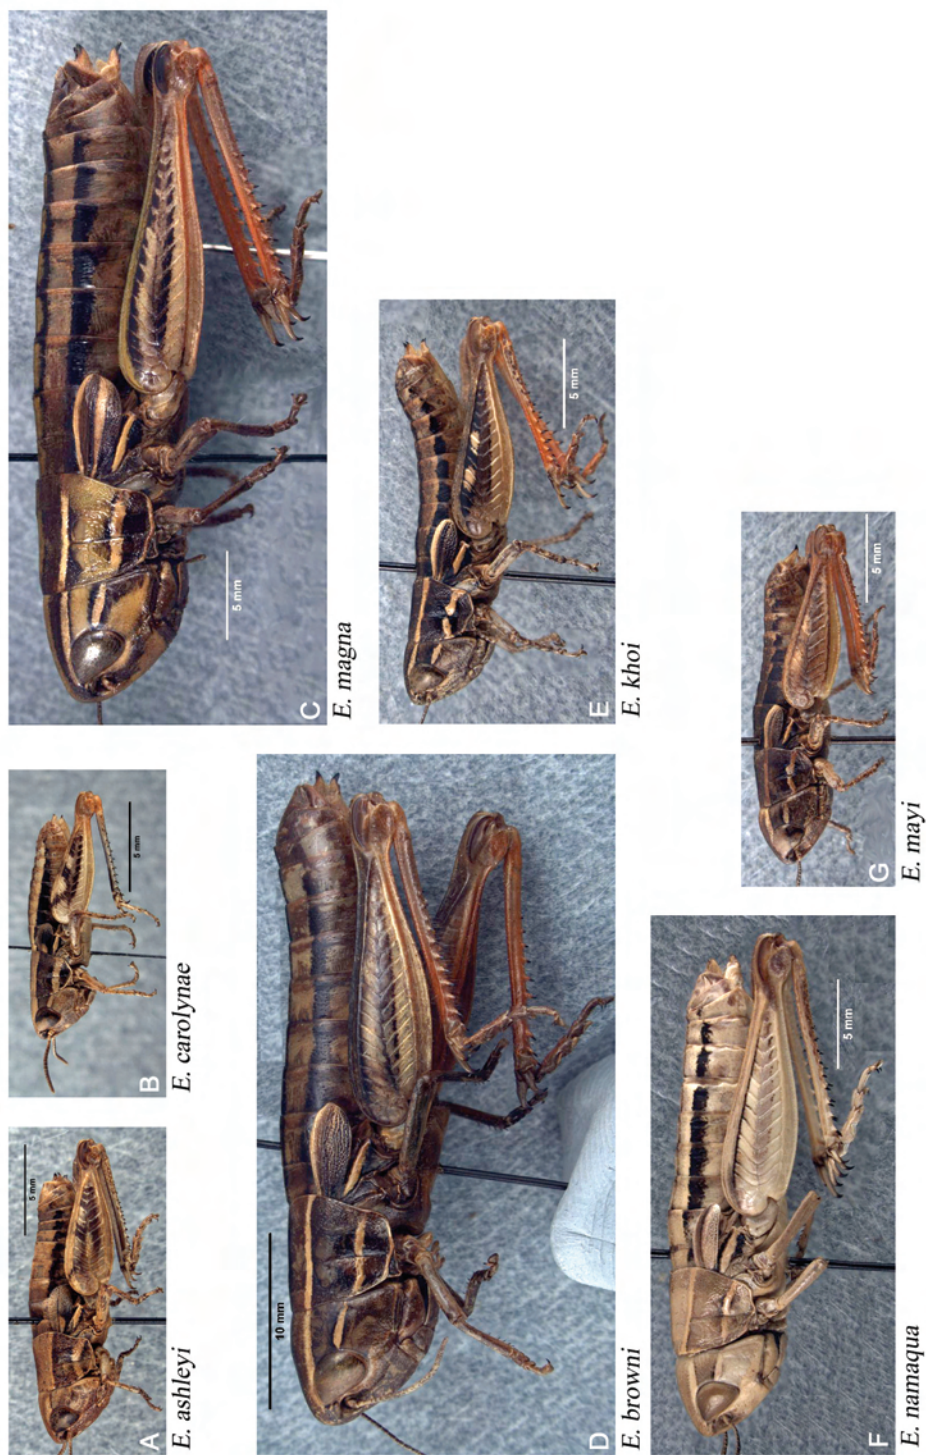 A
5 mm
E. ashleyi
B
5 mm
E. carolynae
C
5 mm
E. magna
D
10 mm
E. browni
E
5 mm
E. khoi
F
5 mm
E. namaqua
G
5 mm
E. mayi